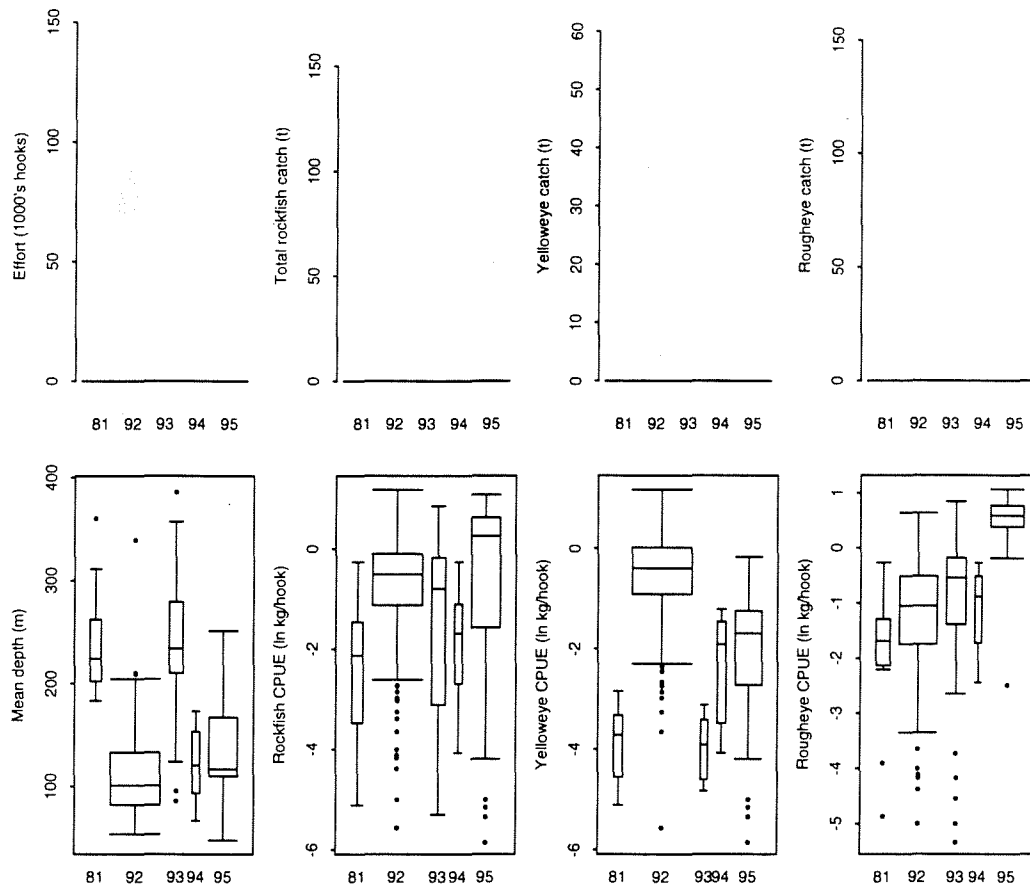 Effort (1000's hooks)
0 50 100 150
81 92 93 94 95
Total rockfish catch (t)
0 50 100 150
81 92 93 94 95
Yelloweye catch (t)
0 10 20 30 40 50 60
81 92 93 94 95
Rougheye catch (t)
0 50 100 150
81 92 93 94 95
Mean depth (m)
100 200 300 400
81 92 93 94 95
Rockfish CPUE (ln kg/hook)
-6 -4 -2 0
81 92 93 94 95
Yelloweye CPUE (ln kg/hook)
-6 -4 -2 0
81 92 93 94 95
Rougheye CPUE (ln kg/hook)
-5 -4 -3 -2 -1 0 1
81 92 93 94 95